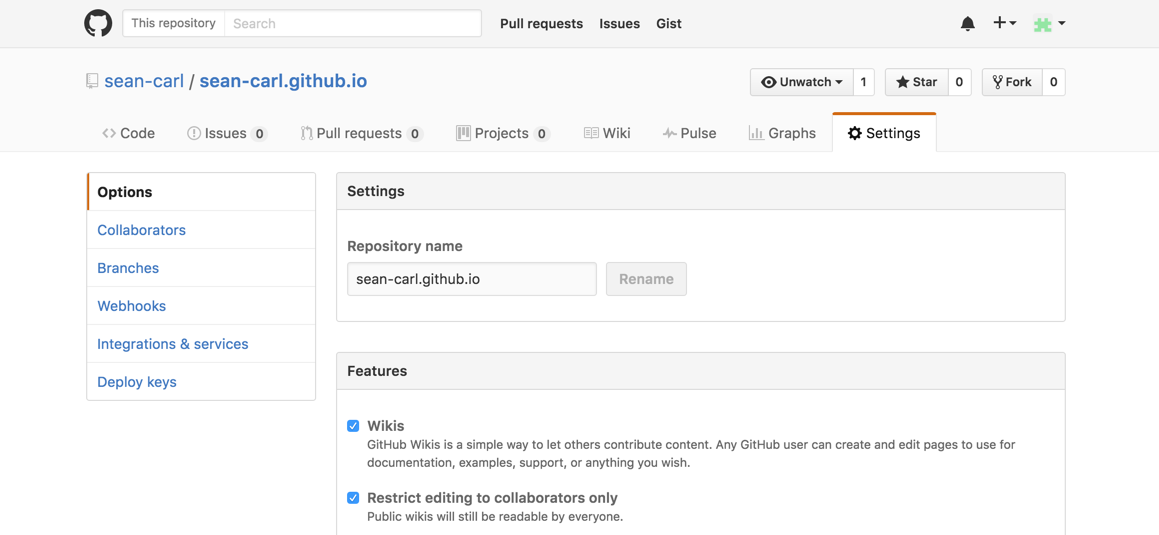 This repository Search Pull requests Issues Gist
sean-carl / sean-carl.github.io Unwatch 1 Star 0 Fork 0
Code Issues 0 Pull requests 0 Projects 0 Wiki Pulse Graphs Settings
Options
Collaborators
Branches
Webhooks
Integrations & services
Deploy keys
Settings
Repository name
sean-carl.github.io Rename
Features
Wikis
GitHub Wikis is a simple way to let others contribute content. Any GitHub user can create and edit pages to use for
documentation, examples, support, or anything you wish.
Restrict editing to collaborators only
Public wikis will still be readable by everyone.